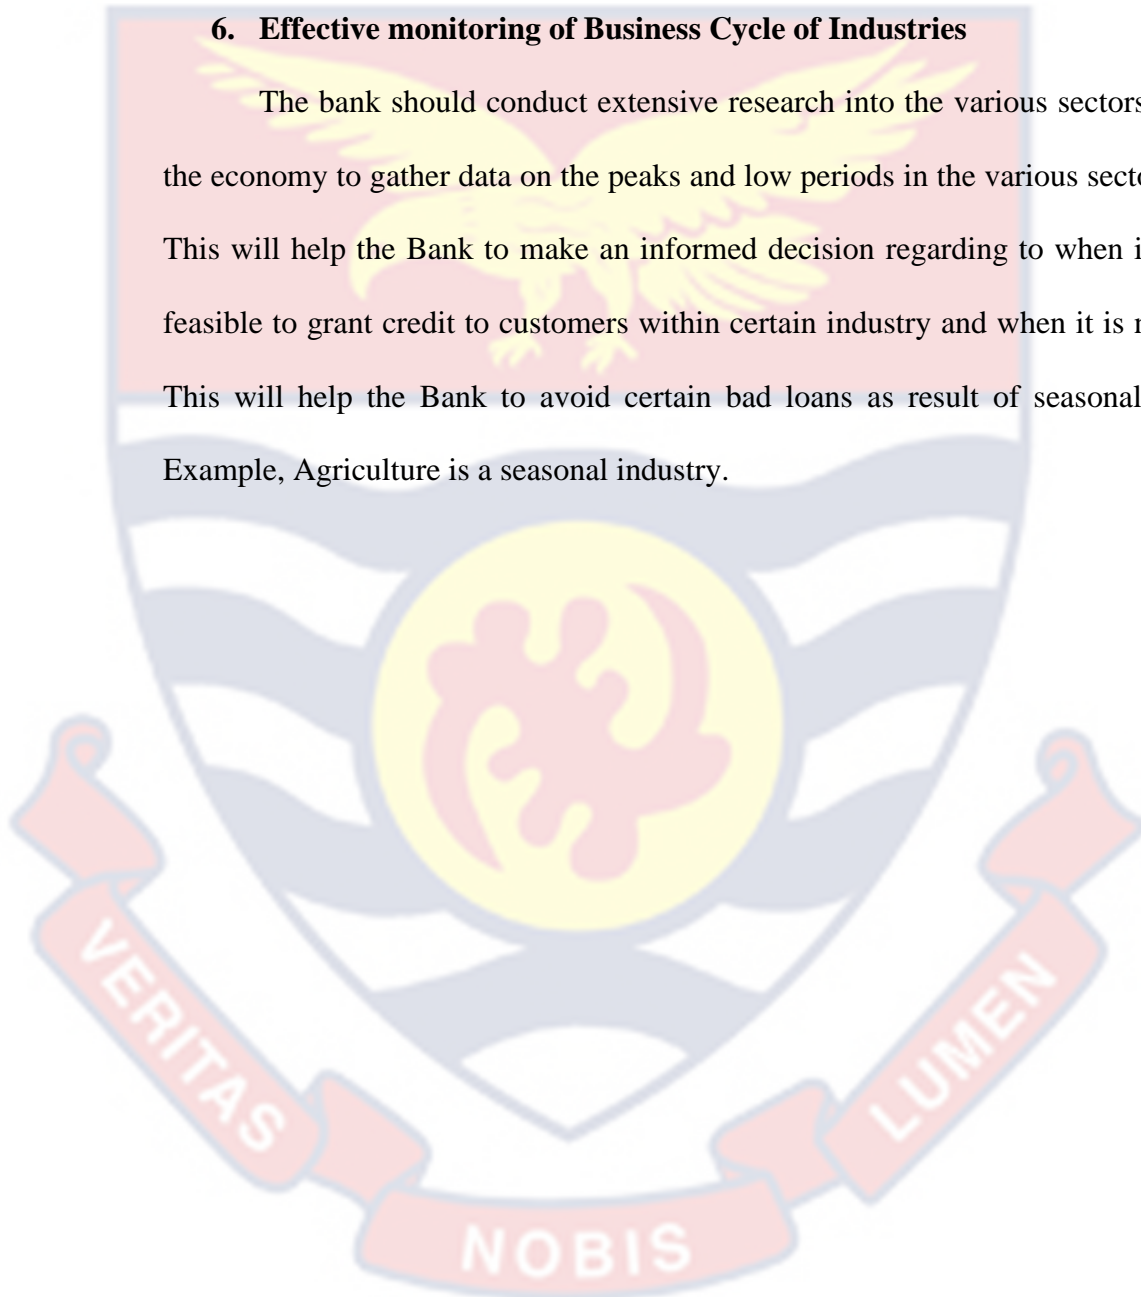 6. Effective monitoring of Business Cycle of Industries
The bank should conduct extensive research into the various sectors
the economy to gather data on the peaks and low periods in the various secto
This will help the Bank to make an informed decision regarding to when i
feasible to grant credit to customers within certain industry and when it is n
This will help the Bank to avoid certain bad loans as result of seasonal
Example, Agriculture is a seasonal industry.
VERITAS
NOBIS
LUMEN